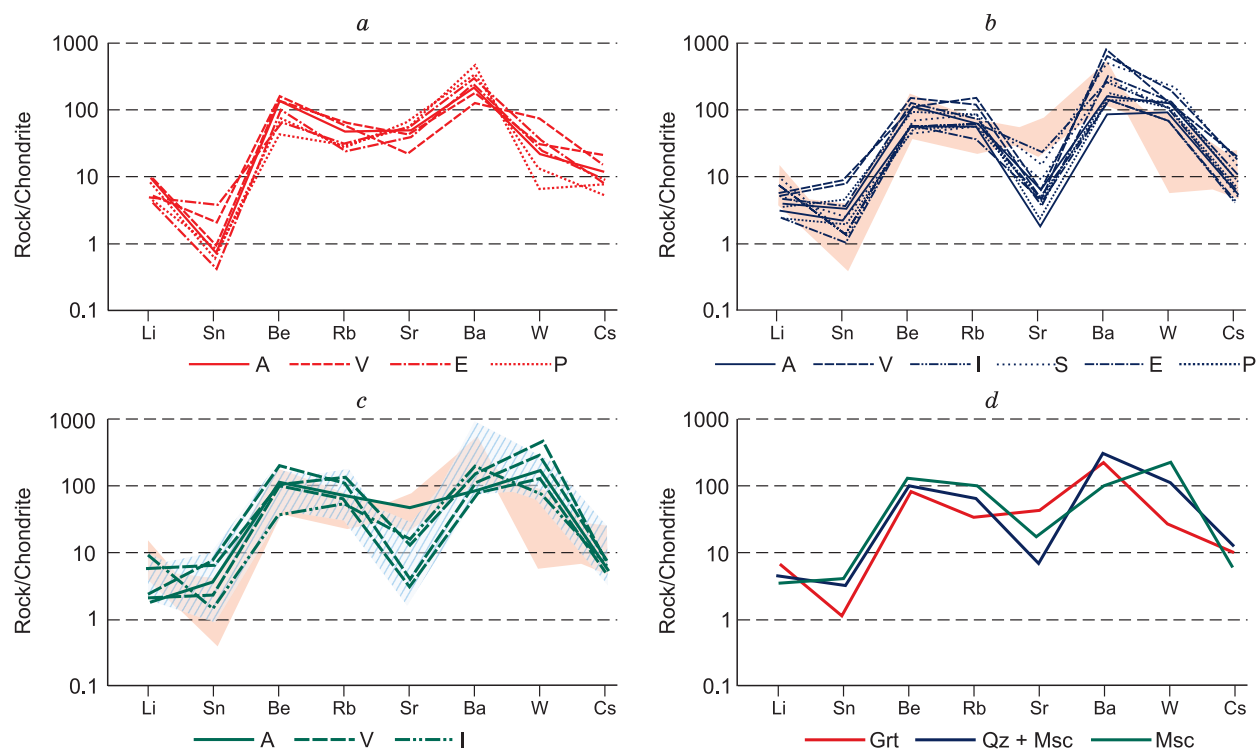 a
1000
100
10
1
0.1
Rock/Chondrite
Li Sn Be Rb Sr Ba W Cs
A V E P
b
1000
100
10
1
0.1
Rock/Chondrite
Li Sn Be Rb Sr Ba W Cs
A V I S E P
c
1000
100
10
1
0.1
Rock/Chondrite
Li Sn Be Rb Sr Ba W Cs
A V I
d
1000
100
10
1
0.1
Rock/Chondrite
Li Sn Be Rb Sr Ba W Cs
Grt Qz + Msc Msc